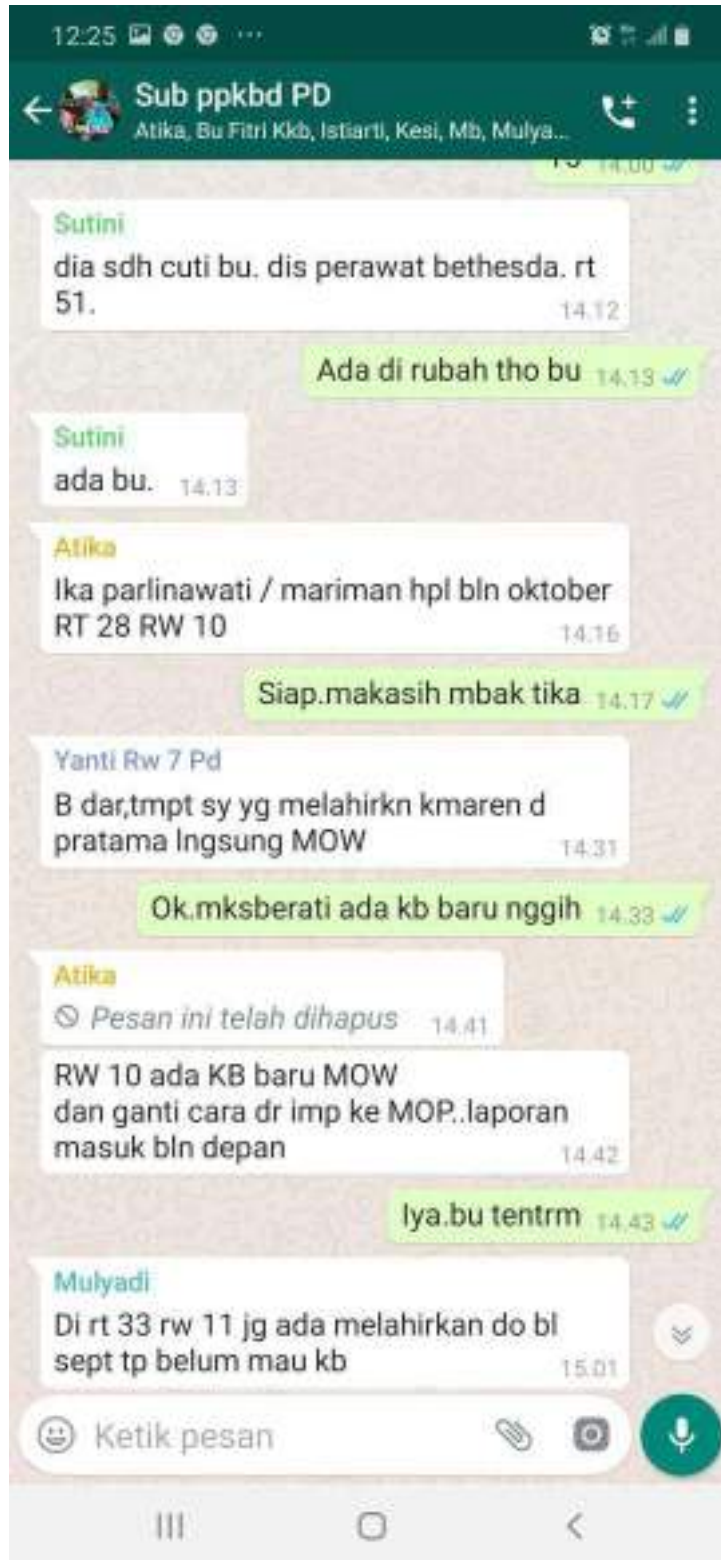 12:25
Sub ppkbd PD
Atika, Bu Fitri Kkb, Istiarti, Kesi, Mb, Mulya...
14.00
Sutini
dia sdh cuti bu. dis perawat bethesda. rt
51. 14.12
Ada di rubah tho bu 14.13
Sutini
ada bu. 14.13
Atika
Ika parlinawati / mariman hpl bln oktober
RT 28 RW 10 14.16
Siap.makasih mbak tika 14.17
Yanti Rw 7 Pd
B dar,tmpt sy yg melahirkn kmaren d
pratama lngsung MOW 14.31
Ok.mksberati ada kb baru nggih 14.33
Atika
Pesan ini telah dihapus 14.41
RW 10 ada KB baru MOW
dan ganti cara dr imp ke MOP..laporan
masuk bln depan 14.42
Iya.bu tentrm 14.43
Mulyadi
Di rt 33 rw 11 jg ada melahirkan do bl
sept tp belum mau kb 15.01
Ketik pesan